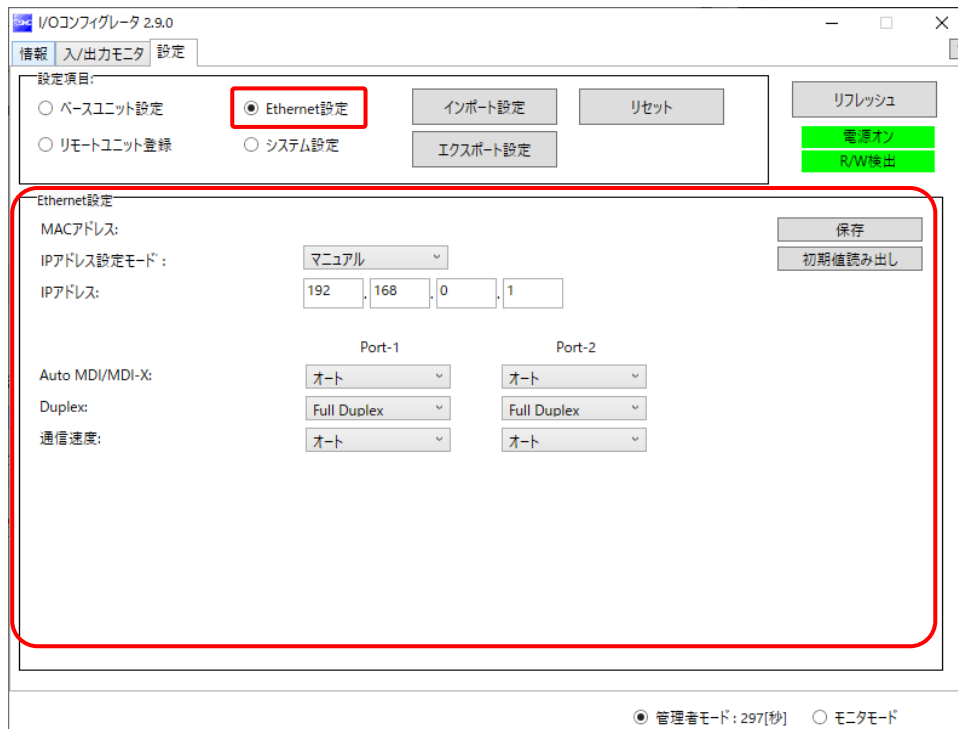 SMC I/Oコンフィグレータ 2.9.0
情報 入/出力モニタ 設定
設定項目:
ベースユニット設定 Ethernet設定 インポート設定 リセット リフレッシュ
リモートユニット登録 システム設定 エクスポート設定 電源オン
R/W検出
Ethernet設定
MACアドレス: 保存
IPアドレス設定モード: マニュアル 初期値読み出し
IPアドレス: 192 . 168 . 0 . 1
Port-1 Port-2
Auto MDI/MDI-X: オート オート
Duplex: Full Duplex Full Duplex
通信速度: オート オート
管理者モード: 297[秒] モニタモード